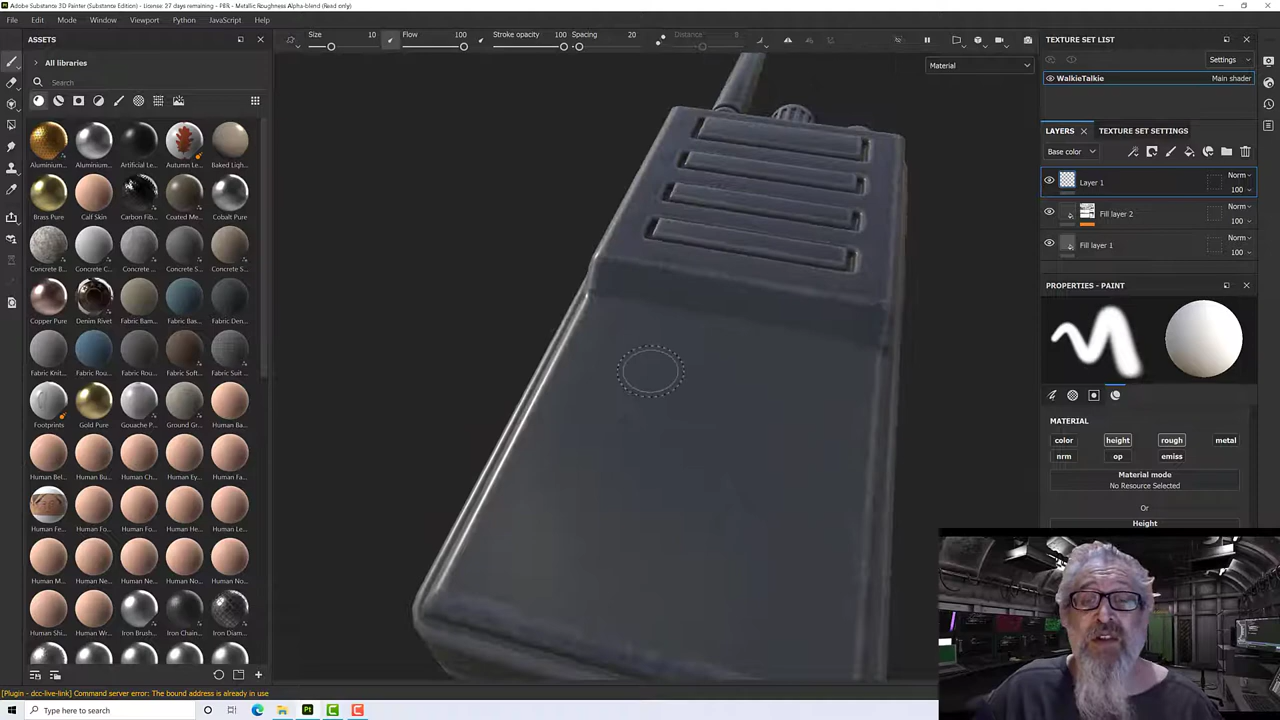 Adobe Substance 3D Painter (Substance Edition) - License: 27 days remaining - PBR - Metallic Roughness Alpha-blend (Read only)
File Edit Mode Window Viewport Python JavaScript Help
ASSETS
Size 10 Flow 100 Stroke opacity 100 Spacing 20 Distance 8
TEXTURE SET LIST
All libraries
Material
Settings
Search
WalkieTalkie Main shader
LAYERS TEXTURE SET SETTINGS
Base color
Aluminium... Aluminium... Artificial Le... Autumn Le... Baked Ligh...
Layer 1 Norm
100
Brass Pure Calf Skin Carbon Fib... Coated Me... Cobalt Pure
Fill layer 2 Norm
100
Fill layer 1 Norm
100
Concrete B... Concrete C... Concrete ... Concrete S... Concrete S...
PROPERTIES - PAINT
Copper Pure Denim Rivet Fabric Bam... Fabric Bas... Fabric Den...
Fabric Knit... Fabric Rou... Fabric Rou... Fabric Soft... Fabric Suit ...
Footprints Gold Pure Gouache P... Ground Gr... Human Bac...
MATERIAL
color height rough metal
nrm op emiss
Human Bel... Human Bu... Human Ch... Human Ey... Human Fa...
Material mode
No Resource Selected
Or
Height
Human Fe... Human Fo... Human Fo... Human He... Human Le...
Human M... Human Ne... Human Ne... Human No... Human No...
Human Shi... Human Wr... Iron Brush... Iron Chain... Iron Diam...
[Plugin - dcc-live-link] Command server error: The bound address is already in use
Type here to search
Pt